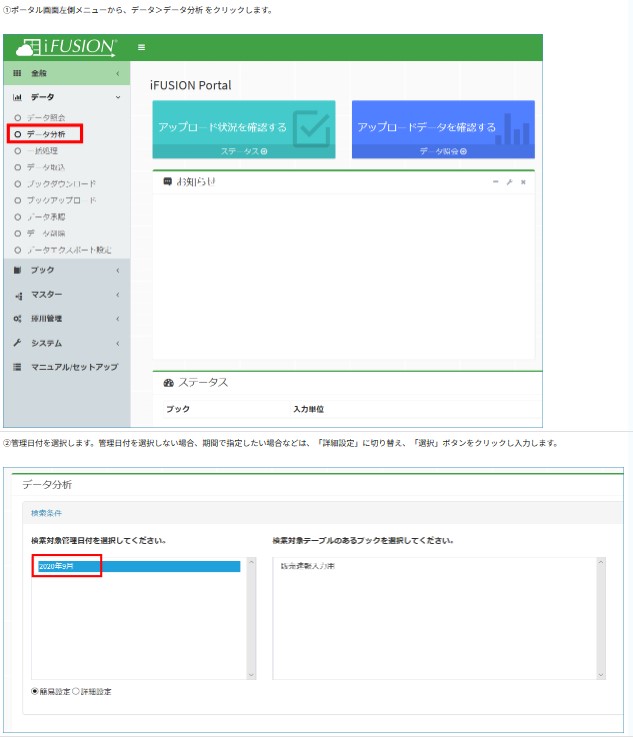 ①ポータル画面左側メニューから、データ>データ分析 をクリックします。
iFUSION
全般
データ
データ照会
データ分析
一括処理
データ取込
ブックダウンロード
ブックアップロード
データ承認
データ削除
データエクスポート設定
ブック
マスター
採用管理
システム
マニュアル/セットアップ
iFUSION Portal
アップロード状況を確認する
ステータス
アップロードデータを確認する
データ照会
お知らせ
ステータス
ブック 入力単位
②管理日付を選択します。管理日付を選択しない場合、期間で指定したい場合などは、「詳細設定」に切り替え、「選択」ボタンをクリックし入力します。
データ分析
検索条件
検索対象管理日付を選択してください。
2020年9月
簡易設定 詳細設定
検索対象テーブルのあるブックを選択してください。
販売速報入力用